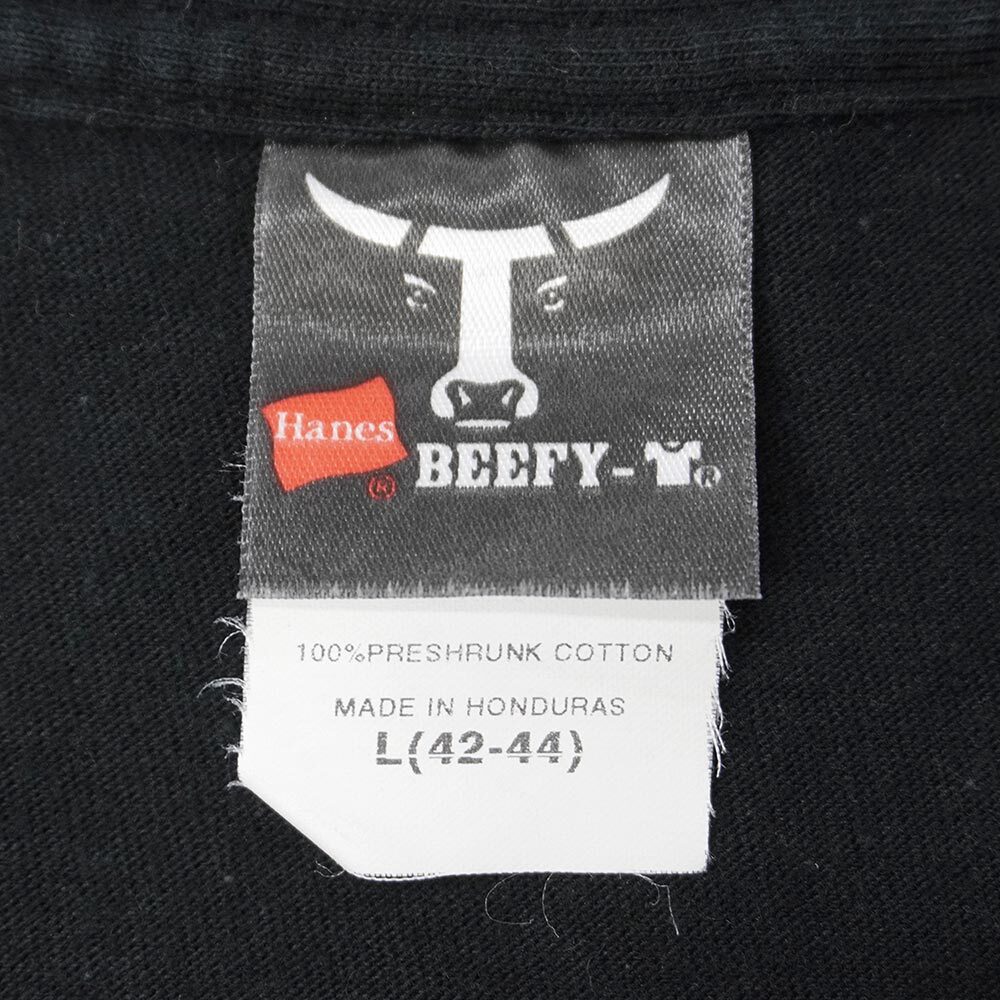 Hanes
®
BEEFY-
®
100%PRESHRUNK COTTON
MADE IN HONDURAS
L(42-44)